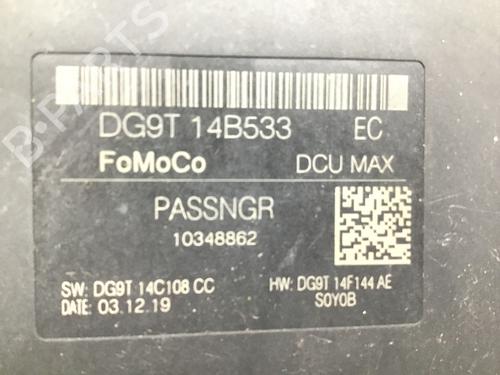 DG9T 14B533 EC
FoMoCo DCU MAX
PASSNGR
10348862
SW: DG9T 14C108 CC HW: DG9T 14F144 AE
DATE: 03.12.19 S0Y0B
B-PARTS